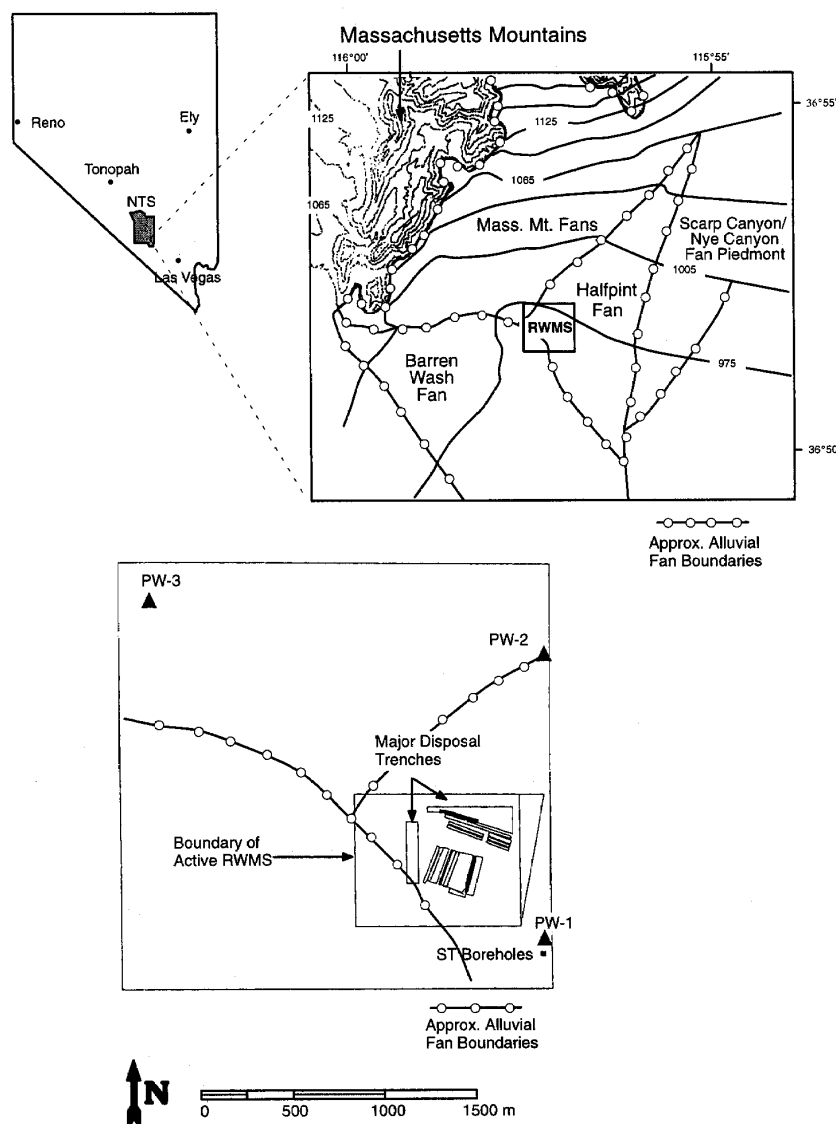 Massachusetts Mountains
116°00'
115°55'
Reno
Ely
Tonopah
NTS
Las Vegas
1125
1125
36°55'
1065
1065
Mass. Mt. Fans
Scarp Canyon/
Nye Canyon
Fan Piedmont
1005
Halfpint
Fan
RWMS
Barren
Wash
Fan
975
36°50'
Approx. Alluvial
Fan Boundaries
PW-3
PW-2
Major Disposal
Trenches
Boundary of
Active RWMS
PW-1
ST Boreholes
Approx. Alluvial
Fan Boundaries
N
0 500 1000 1500 m